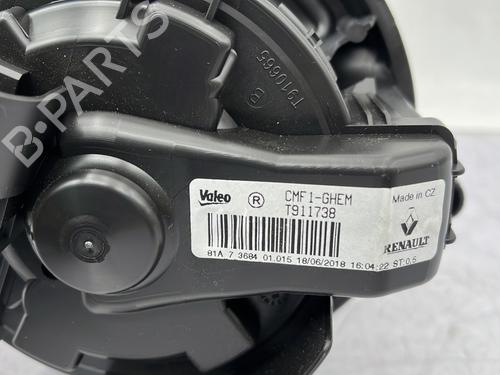 B-PARTS
T910665
Valeo ® CMF1-GHEM
T911738
Made in CZ
RENAULT
81A 7 3684 01.015 18/06/2018 16:04:22 ST:0.5